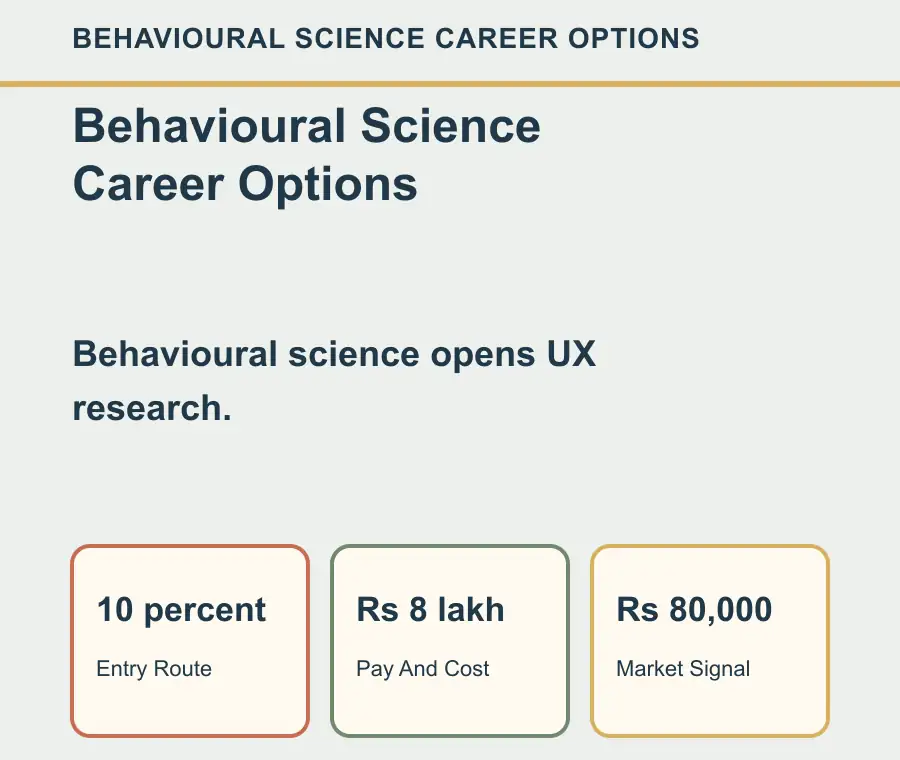 BEHAVIOURAL SCIENCE CAREER OPTIONS
Behavioural Science
Career Options
Behavioural science opens UX
research.
10 percent
Entry Route
Rs 8 lakh
Pay And Cost
Rs 80,000
Market Signal